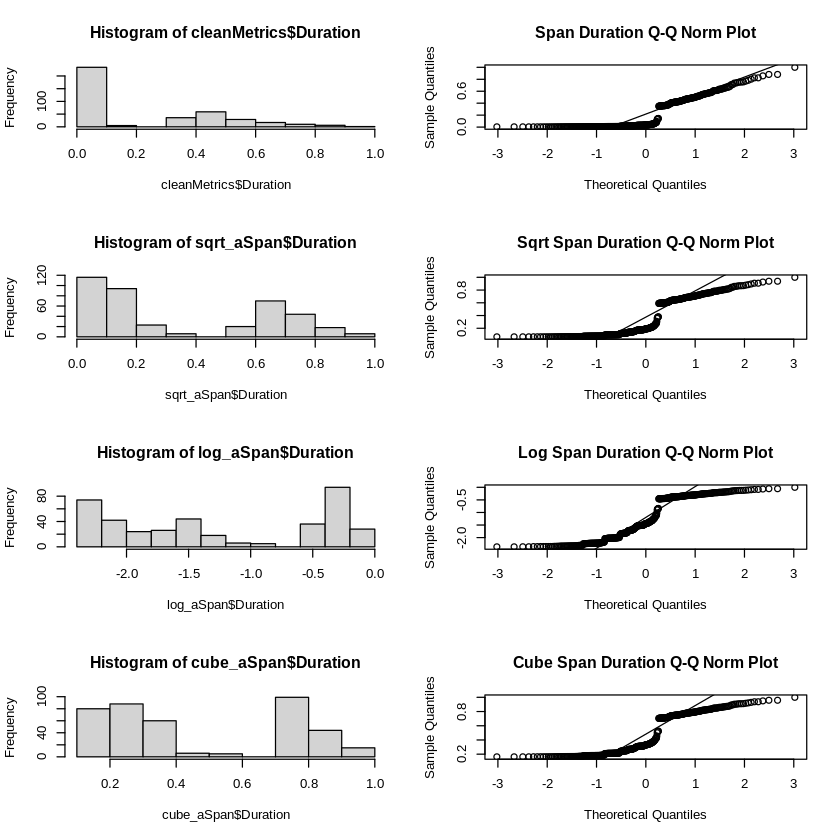 Histogram of cleanMetrics$Duration
Frequency
0 100
0.0 0.2 0.4 0.6 0.8 1.0
cleanMetrics$Duration
Span Duration Q-Q Norm Plot
Sample Quantiles
0.0 0.6
-3 -2 -1 0 1 2 3
Theoretical Quantiles
Histogram of sqrt_aSpan$Duration
Frequency
0 60 120
0.0 0.2 0.4 0.6 0.8 1.0
sqrt_aSpan$Duration
Sqrt Span Duration Q-Q Norm Plot
Sample Quantiles
0.2 0.8
-3 -2 -1 0 1 2 3
Theoretical Quantiles
Histogram of log_aSpan$Duration
Frequency
0 40 80
-2.0 -1.5 -1.0 -0.5 0.0
log_aSpan$Duration
Log Span Duration Q-Q Norm Plot
Sample Quantiles
-2.0 -0.5
-3 -2 -1 0 1 2 3
Theoretical Quantiles
Histogram of cube_aSpan$Duration
Frequency
0 40 100
0.2 0.4 0.6 0.8 1.0
cube_aSpan$Duration
Cube Span Duration Q-Q Norm Plot
Sample Quantiles
0.2 0.8
-3 -2 -1 0 1 2 3
Theoretical Quantiles